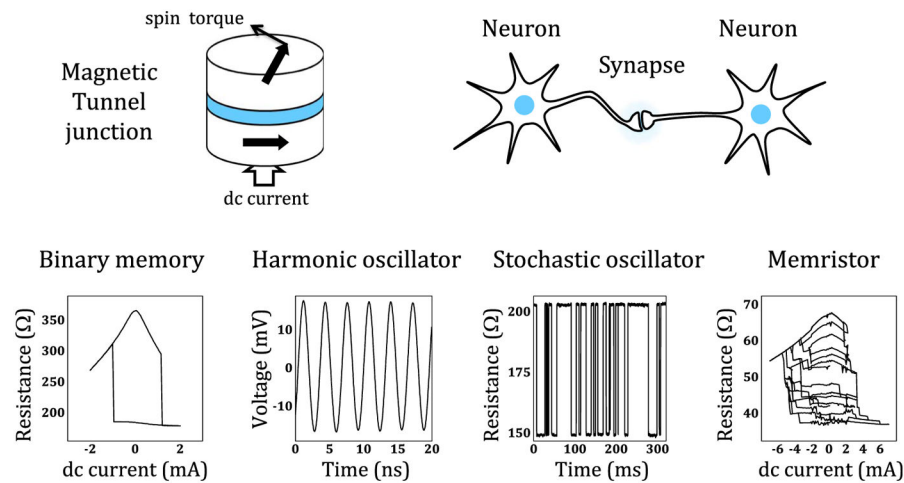 spin torque
Magnetic
Tunnel
junction
dc current
Neuron
Synapse
Neuron
Binary memory
Resistance (Ω)
350
300
250
200
-2
0
2
dc current (mA)
Harmonic oscillator
Voltage (mV)
10
0
-10
0
5
10
15
20
Time (ns)
Stochastic oscillator
Resistance (Ω)
200
175
150
0
100
200
300
Time (ms)
Memristor
Resistance (Ω)
70
60
50
40
-6
-4
-2
0
2
4
6
dc current (mA)